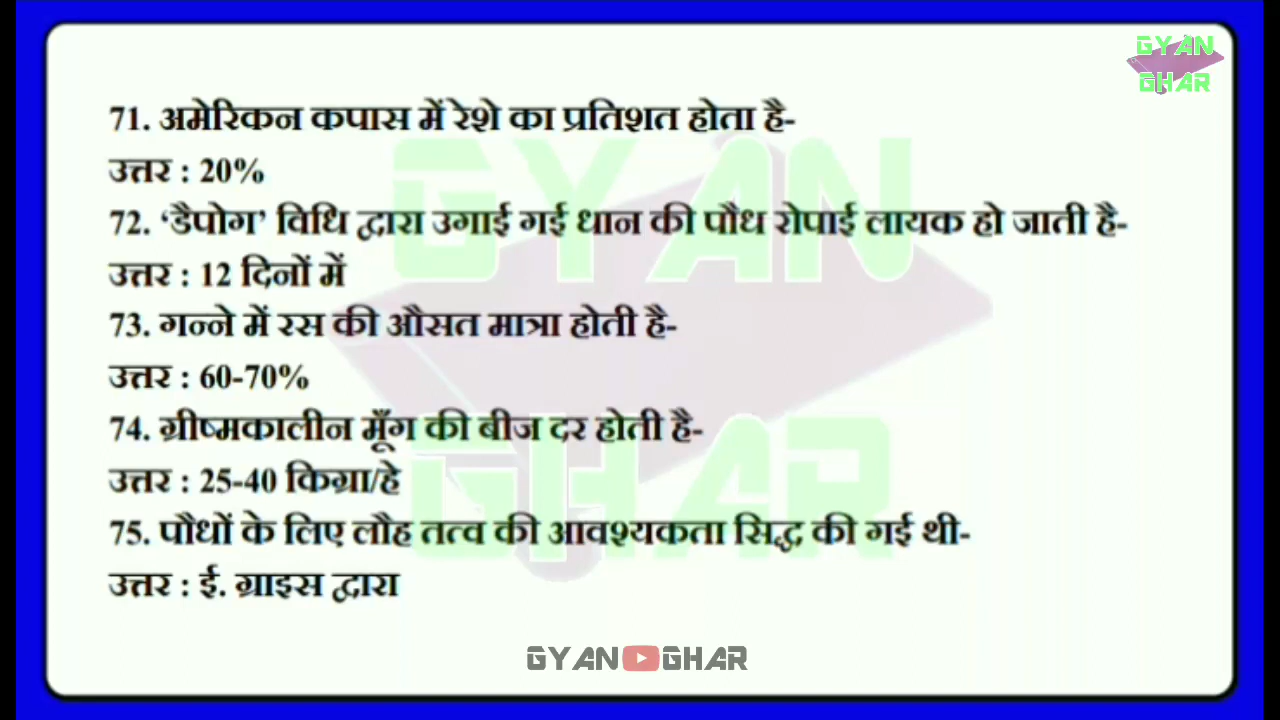 GYAN
GHAR
71. अमेरिकन कपास में रेशे का प्रतिशत होता है-
उत्तर : 20%
72. ‘डैपोग’ विधि द्वारा उगाई गई धान की पौध रोपाई लायक हो जाती है-
उत्तर : 12 दिनों में
73. गन्ने में रस की औसत मात्रा होती है-
उत्तर : 60-70%
74. ग्रीष्मकालीन मूँग की बीज दर होती है-
उत्तर : 25-40 किग्रा/हे
75. पौधों के लिए लौह तत्व की आवश्यकता सिद्ध की गई थी-
उत्तर : ई. ग्राइस द्वारा
GYAN
GHAR
GYAN GHAR